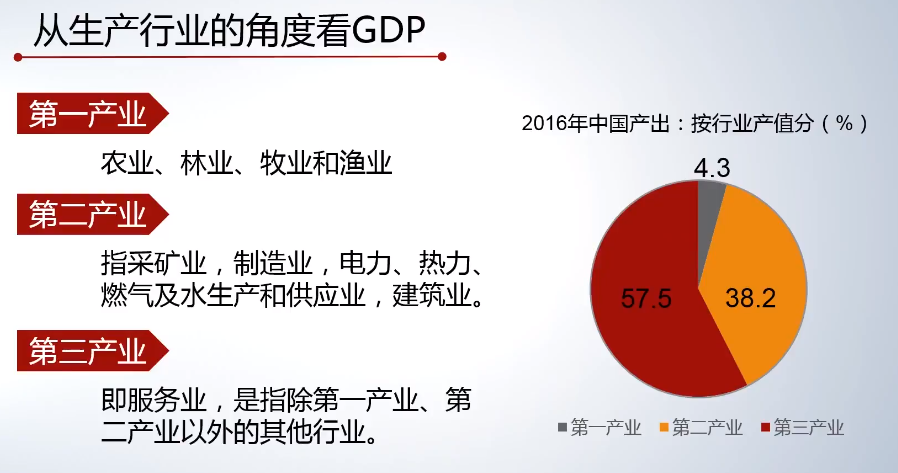 从生产行业的角度看GDP
第一产业
农业、林业、牧业和渔业
第二产业
指采矿业，制造业，电力、热力、
燃气及水生产和供应业，建筑业。
第三产业
即服务业，是指除第一产业、第
二产业以外的其他行业。
2016年中国产出：按行业产值分（%）
4.3
57.5
38.2
第一产业 第二产业 第三产业